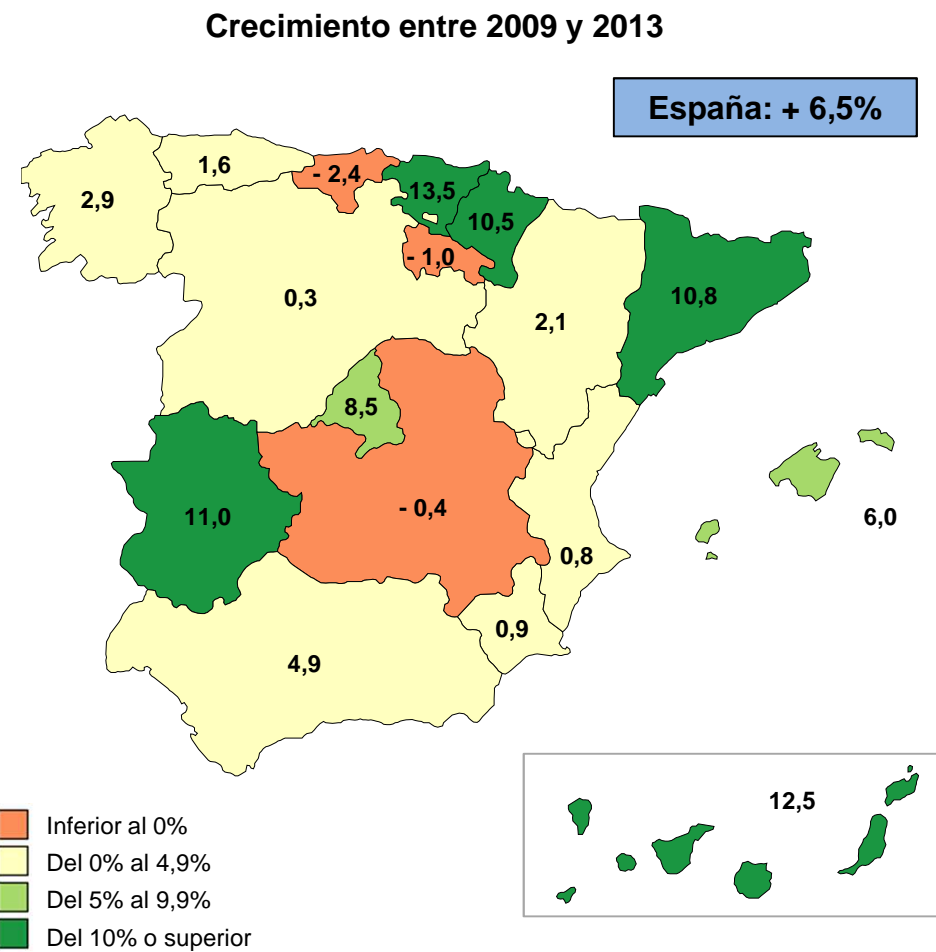 Crecimiento entre 2009 y 2013
España: + 6,5%
1,6
- 2,4
13,5
2,9
10,5
- 1,0
0,3
10,8
2,1
8,5
- 0,4
11,0
6,0
0,8
0,9
4,9
12,5
Inferior al 0%
Del 0% al 4,9%
Del 5% al 9,9%
Del 10% o superior